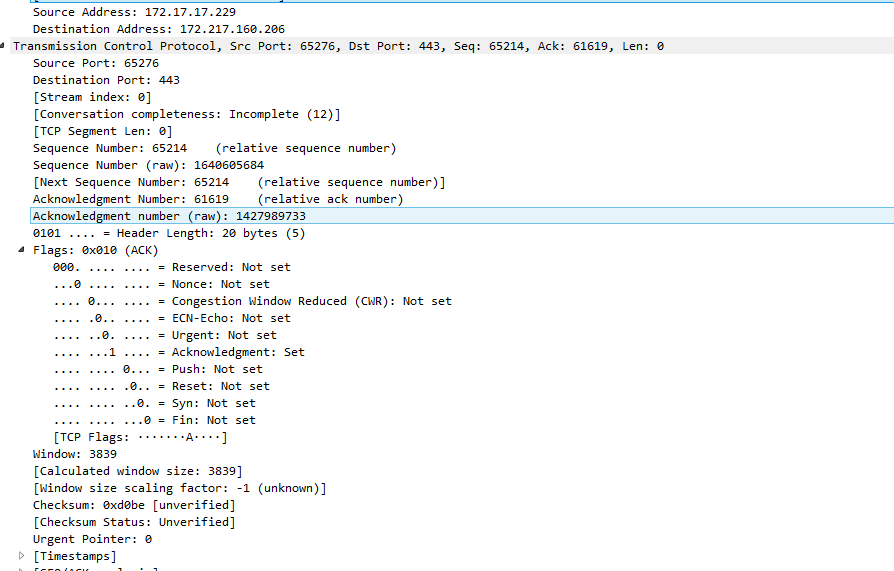 Source Address: 172.17.17.229
Destination Address: 172.217.160.206
Transmission Control Protocol, Src Port: 65276, Dst Port: 443, Seq: 65214, Ack: 61619, Len: 0
Source Port: 65276
Destination Port: 443
[Stream index: 0]
[Conversation completeness: Incomplete (12)]
[TCP Segment Len: 0]
Sequence Number: 65214    (relative sequence number)
Sequence Number (raw): 1640605684
[Next Sequence Number: 65214    (relative sequence number)]
Acknowledgment Number: 61619    (relative ack number)
Acknowledgment number (raw): 1427989733
0101 .... = Header Length: 20 bytes (5)
Flags: 0x010 (ACK)
000. .... .... = Reserved: Not set
...0 .... .... = Nonce: Not set
.... 0... .... = Congestion Window Reduced (CWR): Not set
.... .0.. .... = ECN-Echo: Not set
.... ..0. .... = Urgent: Not set
.... ...1 .... = Acknowledgment: Set
.... .... 0... = Push: Not set
.... .... .0.. = Reset: Not set
.... .... ..0. = Syn: Not set
.... .... ...0 = Fin: Not set
[TCP Flags: ·······A····]
Window: 3839
[Calculated window size: 3839]
[Window size scaling factor: -1 (unknown)]
Checksum: 0xd0be [unverified]
[Checksum Status: Unverified]
Urgent Pointer: 0
[Timestamps]